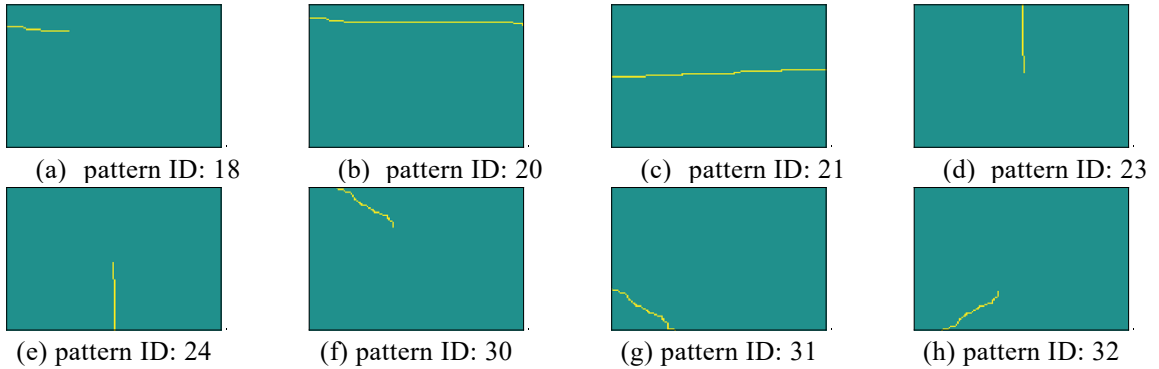 (a) pattern ID: 18
(b) pattern ID: 20
(c) pattern ID: 21
(d) pattern ID: 23
(e) pattern ID: 24
(f) pattern ID: 30
(g) pattern ID: 31
(h) pattern ID: 32